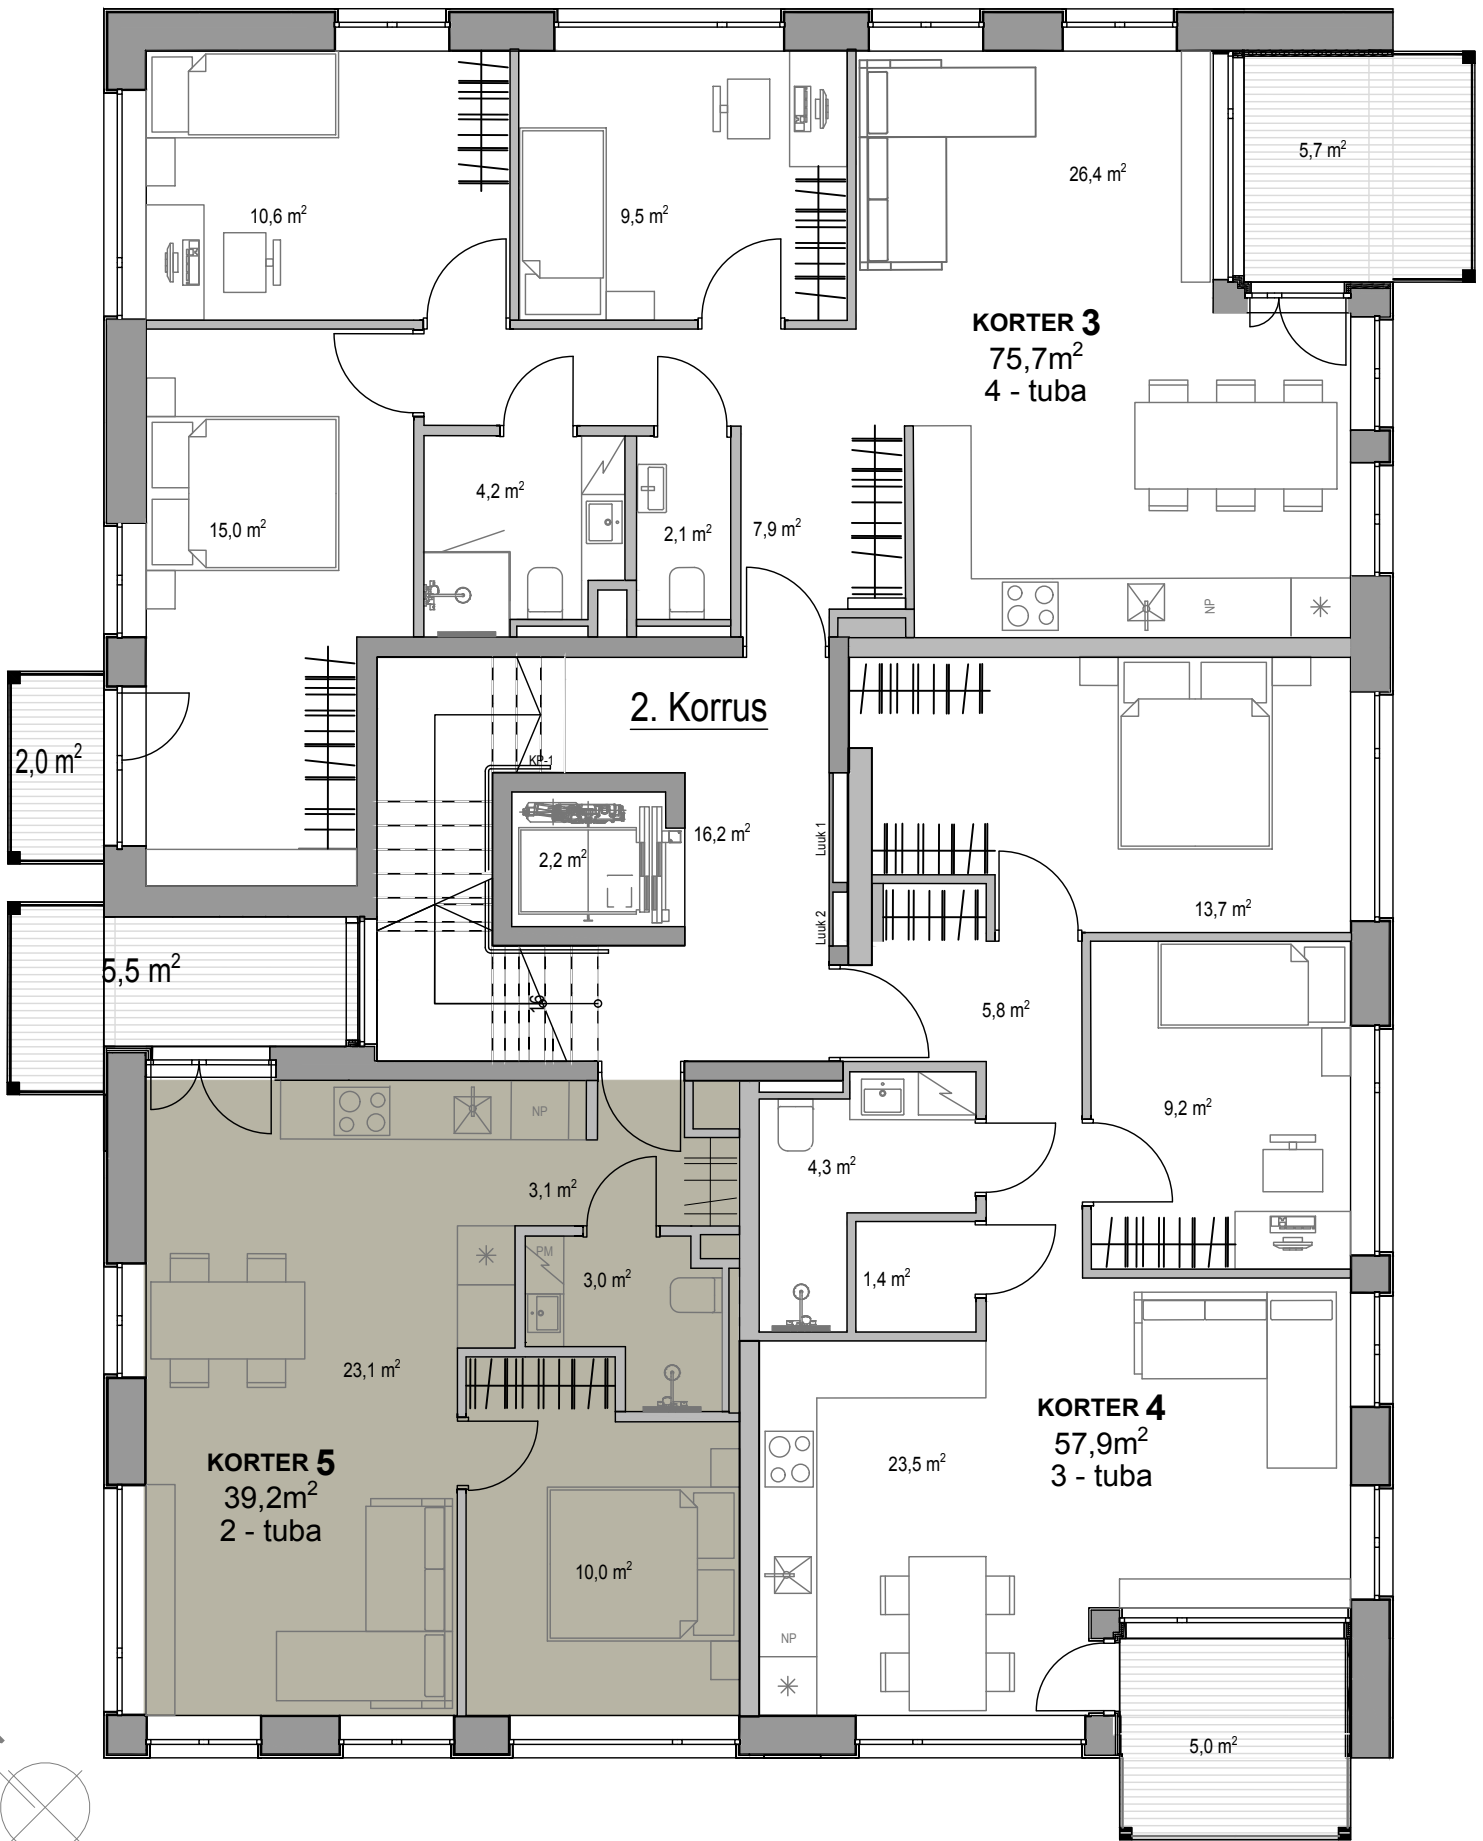 10,6 m²
9,5 m²
26,4 m²
5,7 m²
KORTER 3
75,7m²
4 - tuba
15,0 m²
4,2 m²
2,1 m²
7,9 m²
NP
2. Korrus
2,0 m²
KP-1
16,2 m²
2,2 m²
Luuk 1
Luuk 2
13,7 m²
5,5 m²
16
5,8 m²
9,2 m²
NP
3,1 m²
4,3 m²
PM
3,0 m²
1,4 m²
23,1 m²
KORTER 5
39,2m²
2 - tuba
KORTER 4
57,9m²
3 - tuba
23,5 m²
10,0 m²
NP
5,0 m²